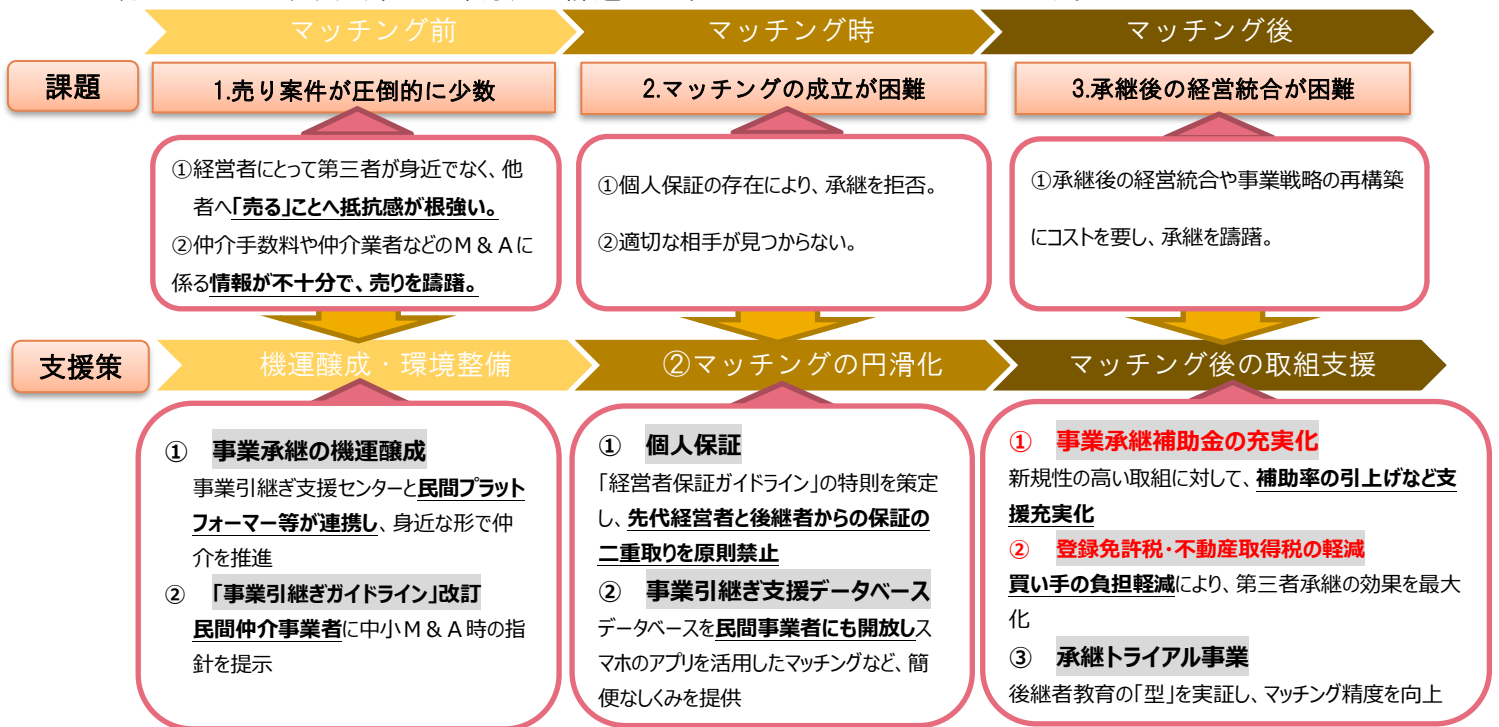 マッチング前
マッチング時
マッチング後
課題
1.売り案件が圧倒的に少数
2.マッチングの成立が困難
3.承継後の経営統合が困難
①経営者にとって第三者が身近でなく、他
者へ「売る」ことへ抵抗感が根強い。
②仲介手数料や仲介業者などのM&Aに
係る情報が不十分で、売りを躊躇。
①個人保証の存在により、承継を拒否。
②適切な相手が見つからない。
①承継後の経営統合や事業戦略の再構築
にコストを要し、承継を躊躇。
支援策
機運醸成・環境整備
②マッチングの円滑化
マッチング後の取組支援
① 事業承継の機運醸成
事業引継ぎ支援センターと民間プラット
フォーマー等が連携し、身近な形で仲
介を推進
② 「事業引継ぎガイドライン」改訂
民間仲介事業者に中小M&A時の指
針を提示
① 個人保証
「経営者保証ガイドライン」の特則を策定
し、先代経営者と後継者からの保証の
二重取りを原則禁止
② 事業引継ぎ支援データベース
データベースを民間事業者にも開放しス
マホのアプリを活用したマッチングなど、簡
便なしくみを提供
① 事業承継補助金の充実化
新規性の高い取組に対して、補助率の引上げなど支
援充実化
② 登録免許税・不動産取得税の軽減
買い手の負担軽減により、第三者承継の効果を最大
化
③ 承継トライアル事業
後継者教育の「型」を実証し、マッチング精度を向上